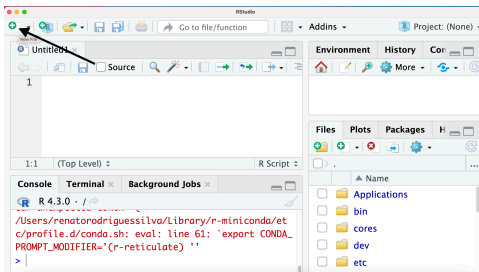 RStudio
Go to file/function
Addins
Project: (None)
New File
Untitled1
Source
1
1:1 (Top Level) R Script
Console Terminal Background Jobs
R 4.3.0 · /
/Users/renatorodriguessilva/Library/r-miniconda/et
c/profile.d/conda.sh: eval: line 61: `export CONDA_
PROMPT_MODIFIER='(r-reticulate) ''
>
Environment History Con
More
Files Plots Packages H
.
...
Name
Applications
bin
cores
dev
etc